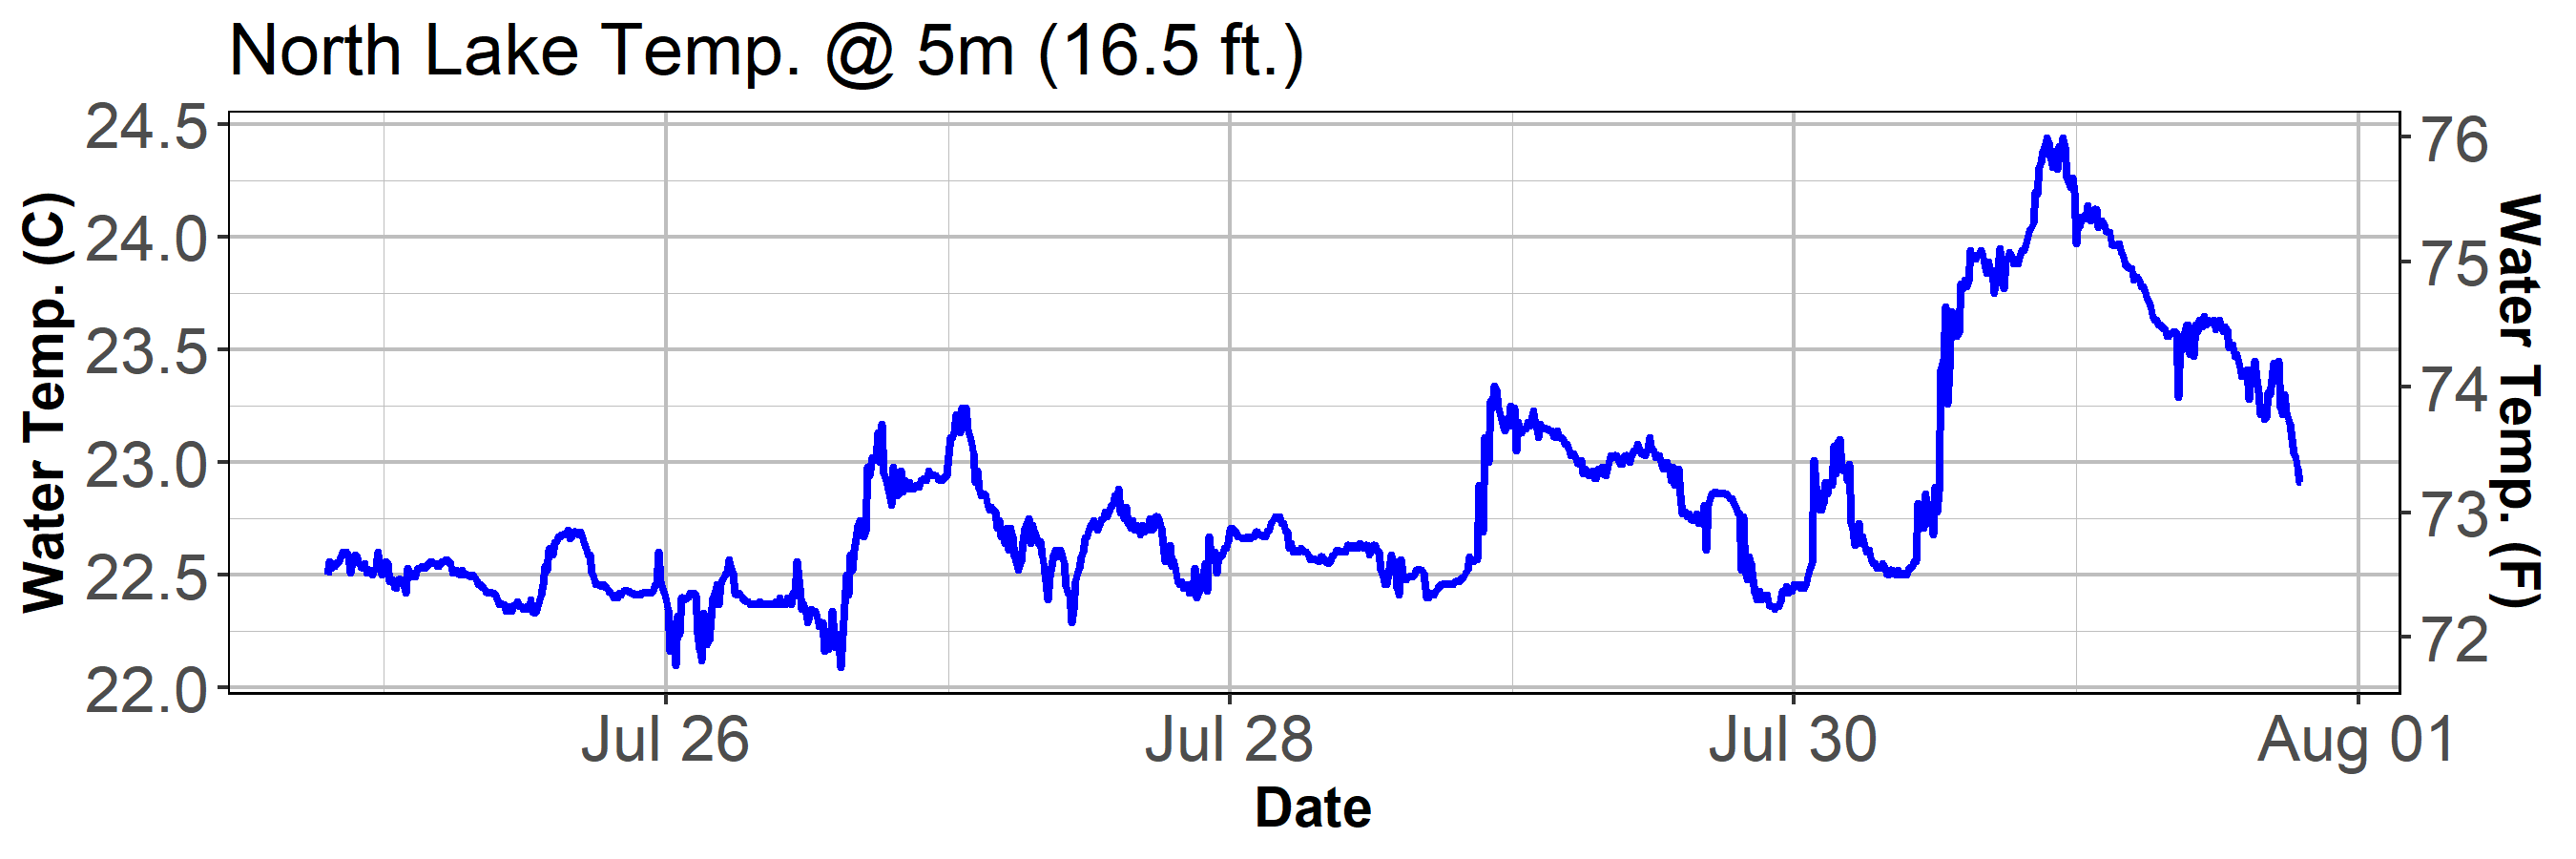 North Lake Temp. @ 5m (16.5 ft.)
Water Temp. (C)
24.5
24.0
23.5
23.0
22.5
22.0
76
75
74
73
72
Water Temp. (F)
Jul 26 Jul 28 Jul 30 Aug 01
Date